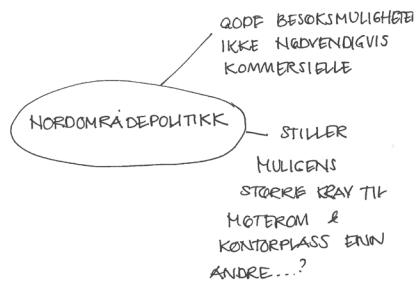 GODE BESØKSMULIGHETE
IKKE NØDVENDIGVIS
KOMMERSIELLE
NORDOMRÅDEPOLITIKK
STILLER
MULIGENS
STØRRE KRAV TIL
MØTEROM &
KONTORPLASS ENN
ANDRE...?